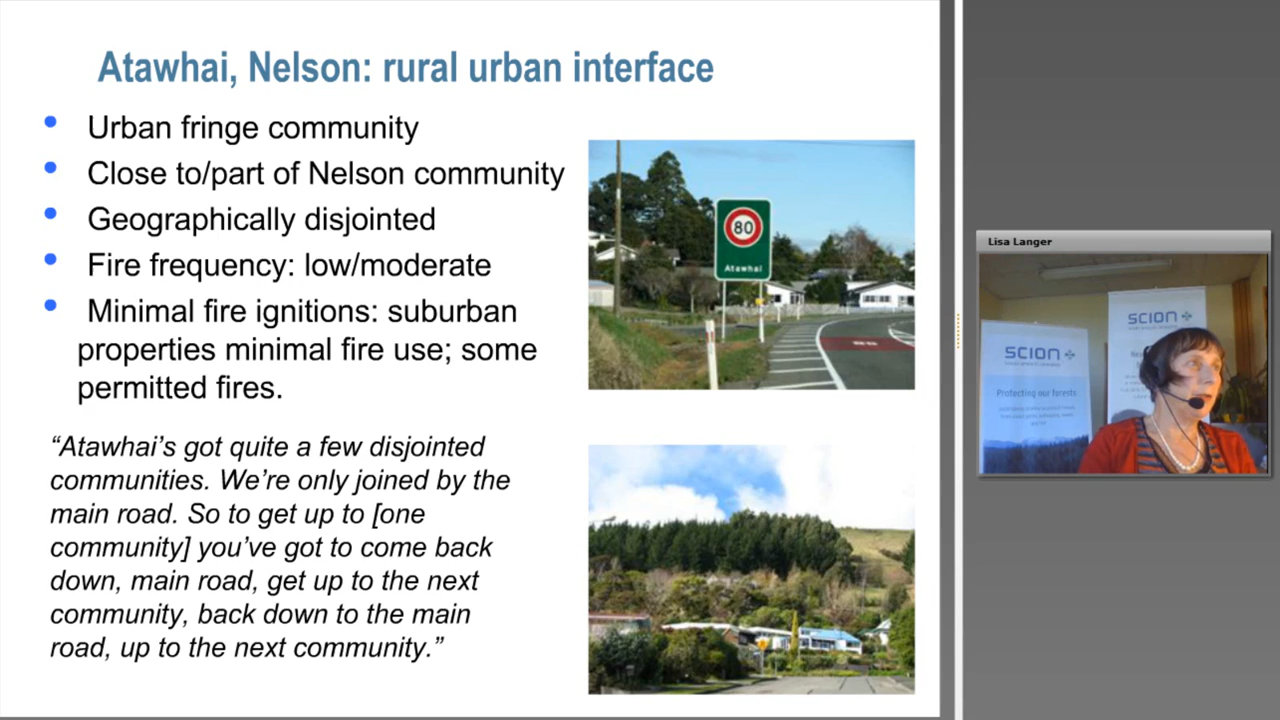 Atawhai, Nelson: rural urban interface
• Urban fringe community
• Close to/part of Nelson community
• Geographically disjointed
• Fire frequency: low/moderate
• Minimal fire ignitions: suburban
properties minimal fire use; some
permitted fires.
“Atawhai’s got quite a few disjointed
communities. We’re only joined by the
main road. So to get up to [one
community] you’ve got to come back
down, main road, get up to the next
community, back down to the main
road, up to the next community.”
80
Atawhai
Lisa Langer
SCION
SCION
Protecting our forests